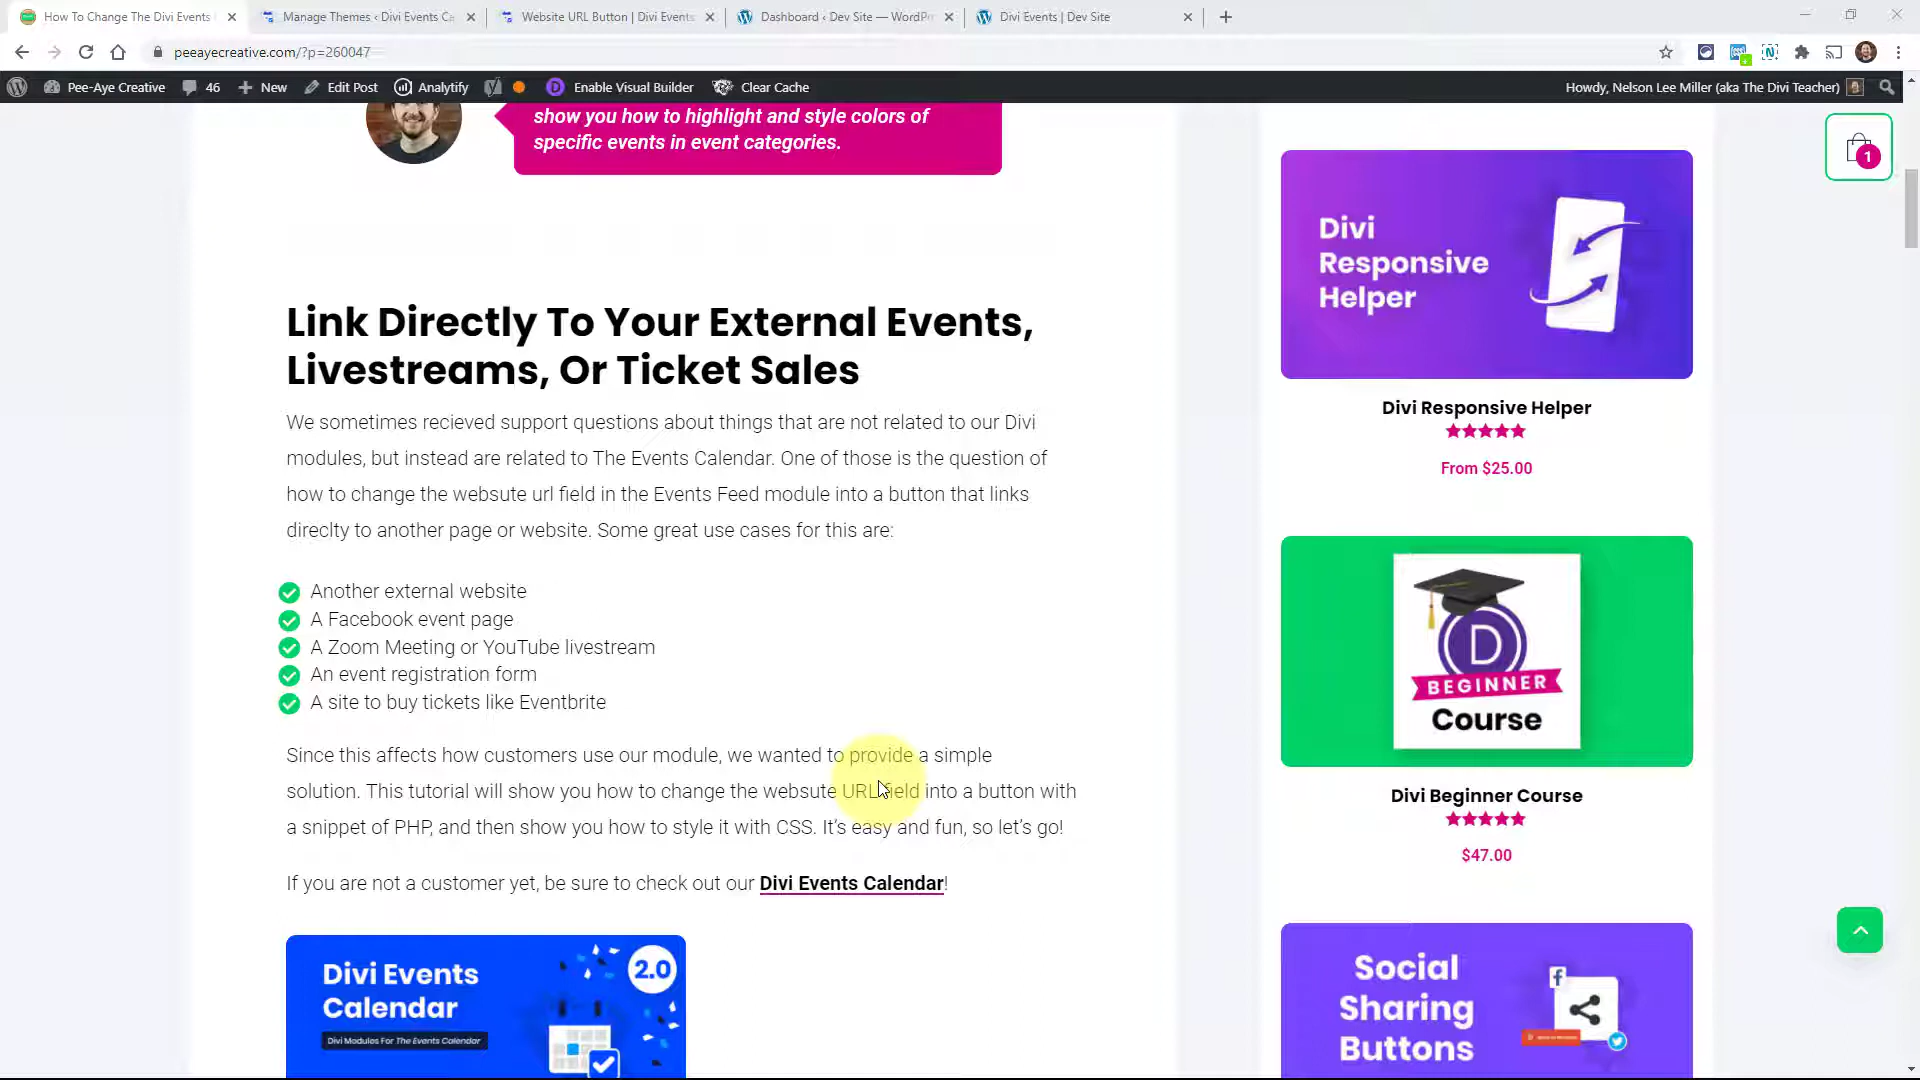 How To Change The Divi Events
Manage Themes ‹ Divi Events Ca
Website URL Button | Divi Events
Dashboard ‹ Dev Site — WordPr
Divi Events | Dev Site
peeayecreative.com/?p=260047
Pee-Aye Creative
46
New
Edit Post
Analytify
Enable Visual Builder
Clear Cache
Howdy, Nelson Lee Miller (aka The Divi Teacher)
show you how to highlight and style colors of
specific events in event categories.
1
Link Directly To Your External Events,
Livestreams, Or Ticket Sales
We sometimes recieved support questions about things that are not related to our Divi
modules, but instead are related to The Events Calendar. One of those is the question of
how to change the websute url field in the Events Feed module into a button that links
direclty to another page or website. Some great use cases for this are:
Another external website
A Facebook event page
A Zoom Meeting or YouTube livestream
An event registration form
A site to buy tickets like Eventbrite
Since this affects how customers use our module, we wanted to provide a simple
solution. This tutorial will show you how to change the websute URL field into a button with
a snippet of PHP, and then show you how to style it with CSS. It's easy and fun, so let's go!
If you are not a customer yet, be sure to check out our Divi Events Calendar!
Divi Events
Calendar
2.0
Divi Modules For The Events Calendar
Divi
Responsive
Helper
Divi Responsive Helper
From $25.00
D
BEGINNER
Course
Divi Beginner Course
$47.00
Social
Sharing
Buttons